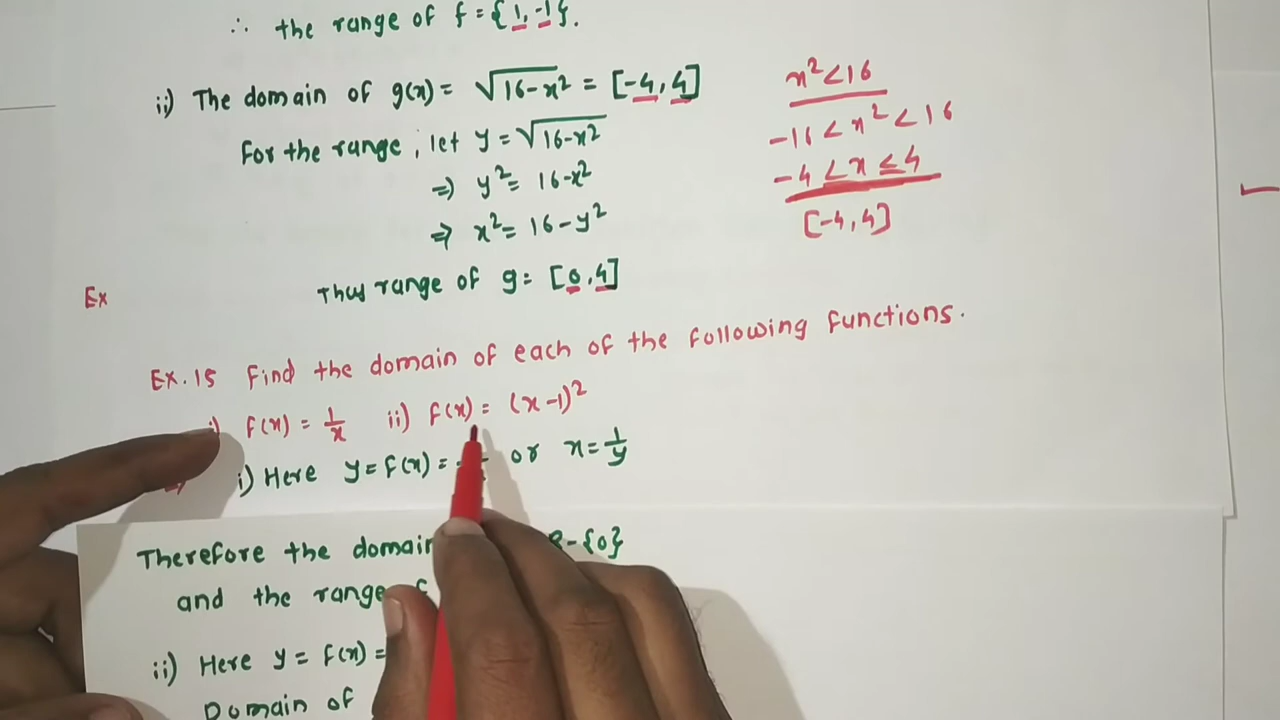 ∴ the range of f = {1, -1}.
ii) The domain of g(x) = √16-x² = [-4, 4]
For the range, let y = √16-x²
⇒ y² = 16-x²
⇒ x² = 16-y²
Thus range of g = [0, 4]
x² < 16
-16 < x² < 16
-4 ≤ x ≤ 4
[-4, 4]
Ex
Ex. 15 Find the domain of each of the following functions.
i) f(x) = 1/x ii) f(x) = (x-1)²
i) Here y = f(x) = or x = 1/y
Therefore the domain R-{0}
and the range
ii) Here y = f(x) =
Domain of